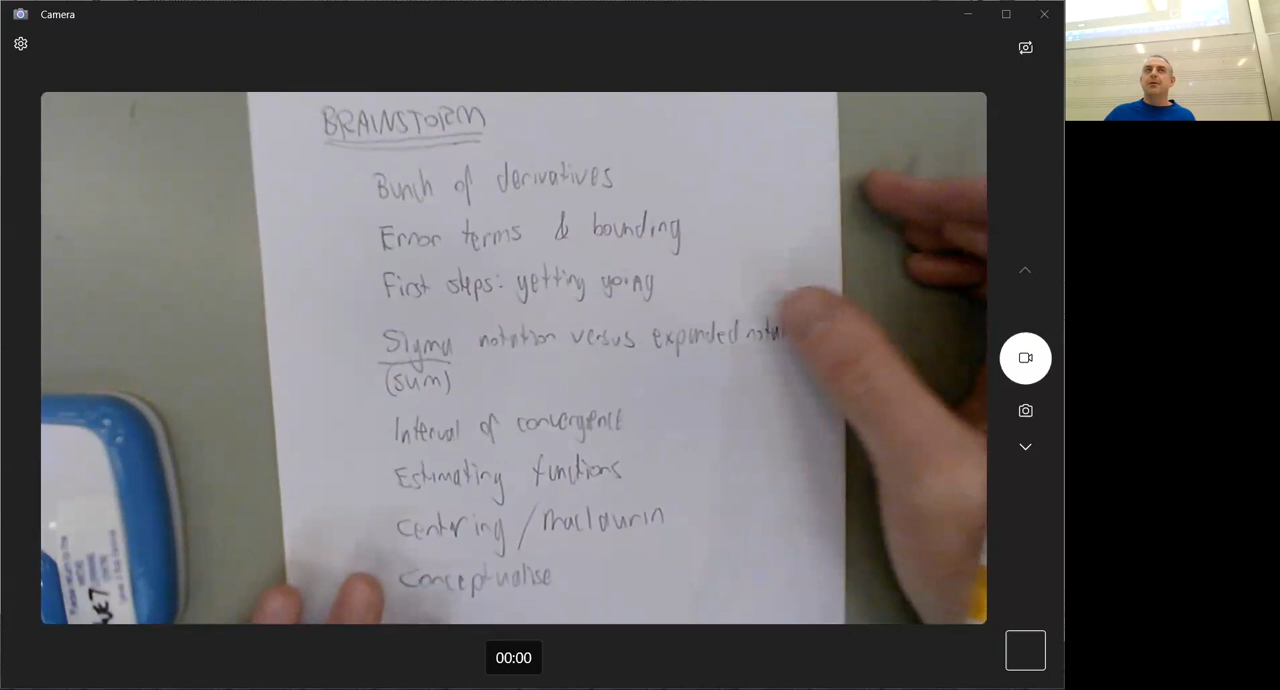 Camera
BRAINSTORM
Bunch of derivatives
Error terms & bounding
First steps: getting going
Sigma notation versus expanded
(sum)
Interval of convergence
Estimating functions
Centering / Maclaurin
Conceptualise
00:00